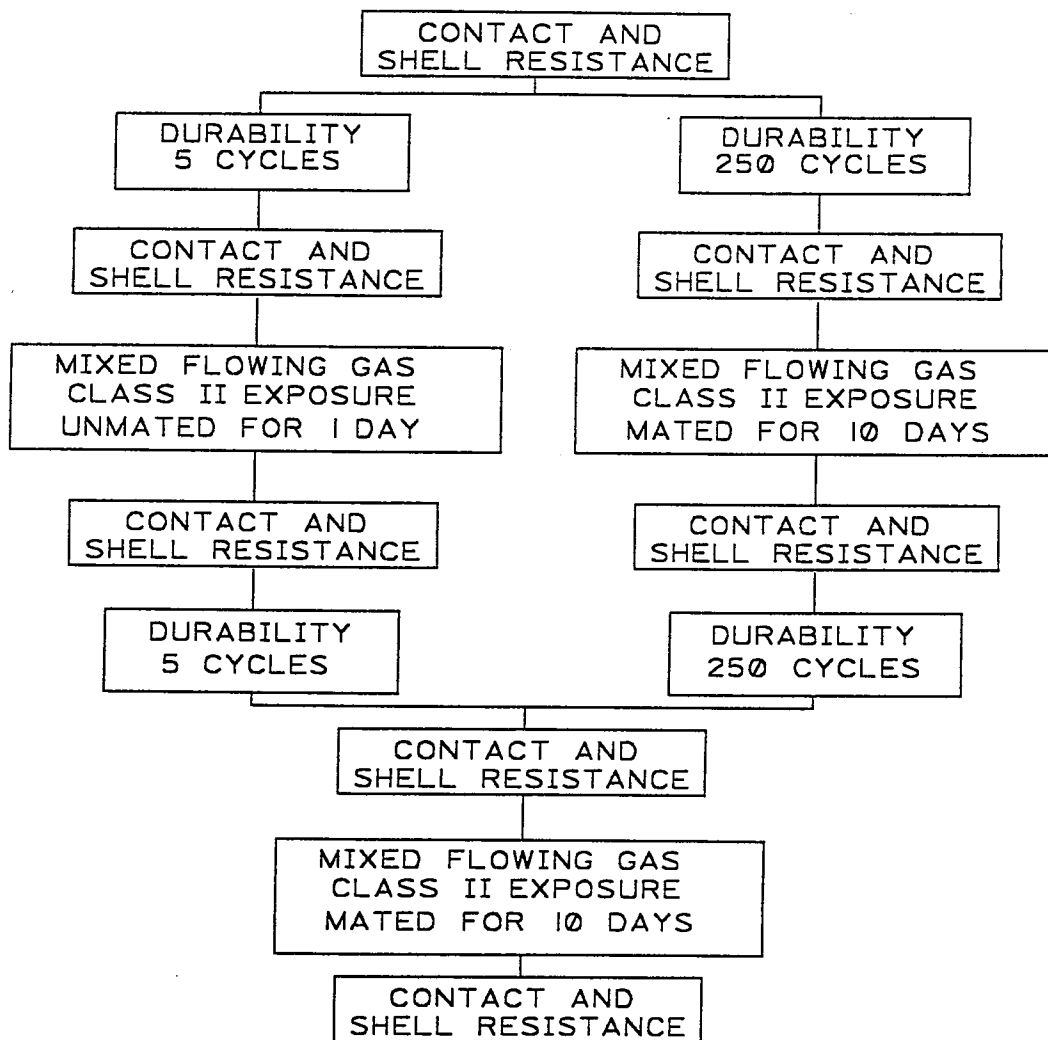 CONTACT AND
SHELL RESISTANCE
DURABILITY
5 CYCLES
DURABILITY
250 CYCLES
CONTACT AND
SHELL RESISTANCE
CONTACT AND
SHELL RESISTANCE
MIXED FLOWING GAS
CLASS II EXPOSURE
UNMATED FOR 1 DAY
MIXED FLOWING GAS
CLASS II EXPOSURE
MATED FOR 10 DAYS
CONTACT AND
SHELL RESISTANCE
CONTACT AND
SHELL RESISTANCE
DURABILITY
5 CYCLES
DURABILITY
250 CYCLES
CONTACT AND
SHELL RESISTANCE
MIXED FLOWING GAS
CLASS II EXPOSURE
MATED FOR 10 DAYS
CONTACT AND
SHELL RESISTANCE